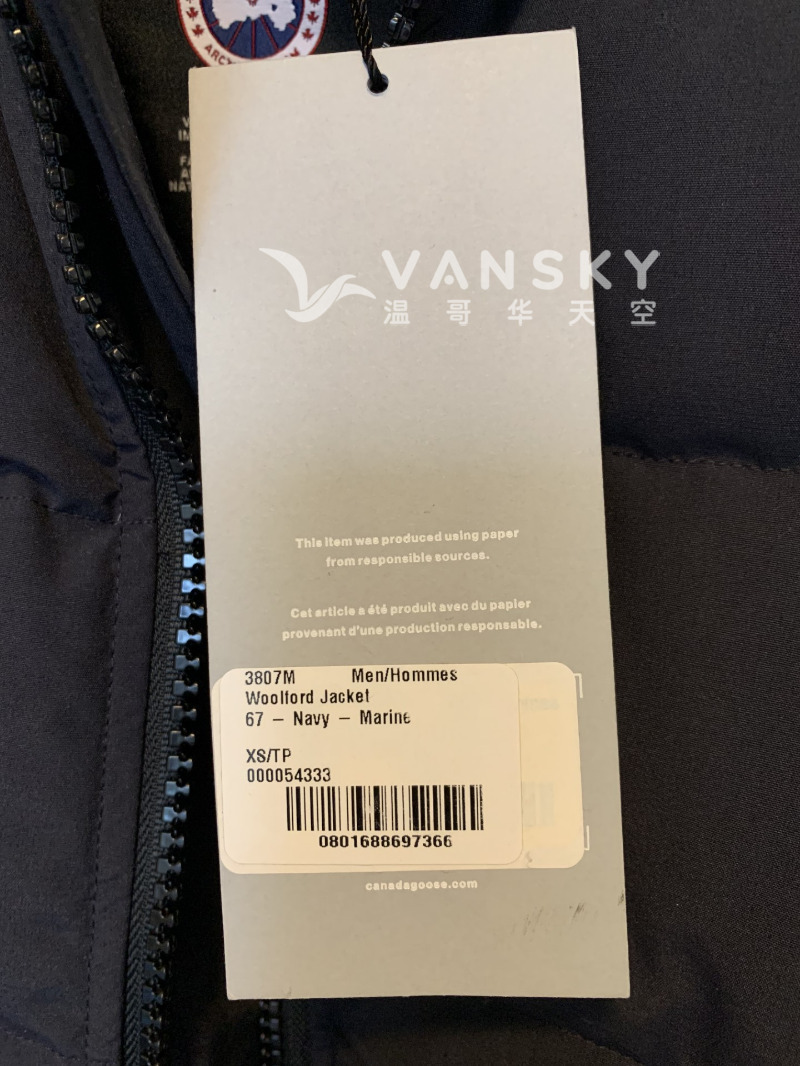 ARCT
VANSKY
温哥华天空
This item was produced using paper
from responsible sources.
Cet article a été produit avec du papier
provenant d'une production responsable.
3807M Men/Hommes
Woolford Jacket
67 – Navy – Marine
XS/TP
000054333
0801688697366
canadagoose.com